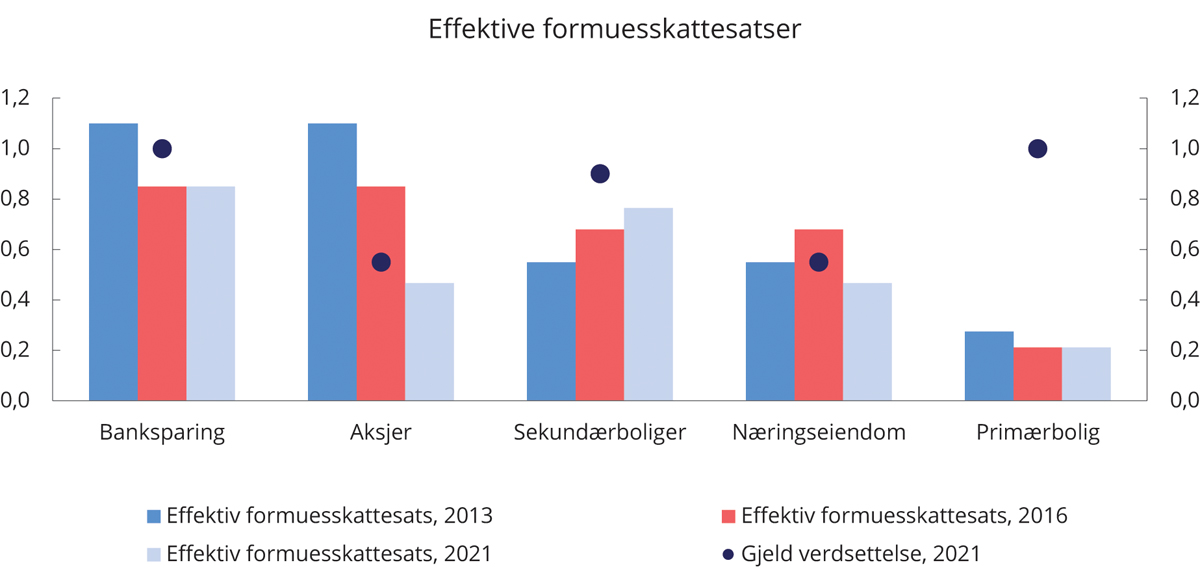 Effektive formuesskattesatser
1,2 1,2
1,0 1,0
0,8 0,8
0,6 0,6
0,4 0,4
0,2 0,2
0,0 0,0
Banksparing Aksjer Sekundærboliger Næringseiendom Primærbolig
Effektiv formuesskattesats, 2013 Effektiv formuesskattesats, 2016
Effektiv formuesskattesats, 2021 Gjeld verdsettelse, 2021